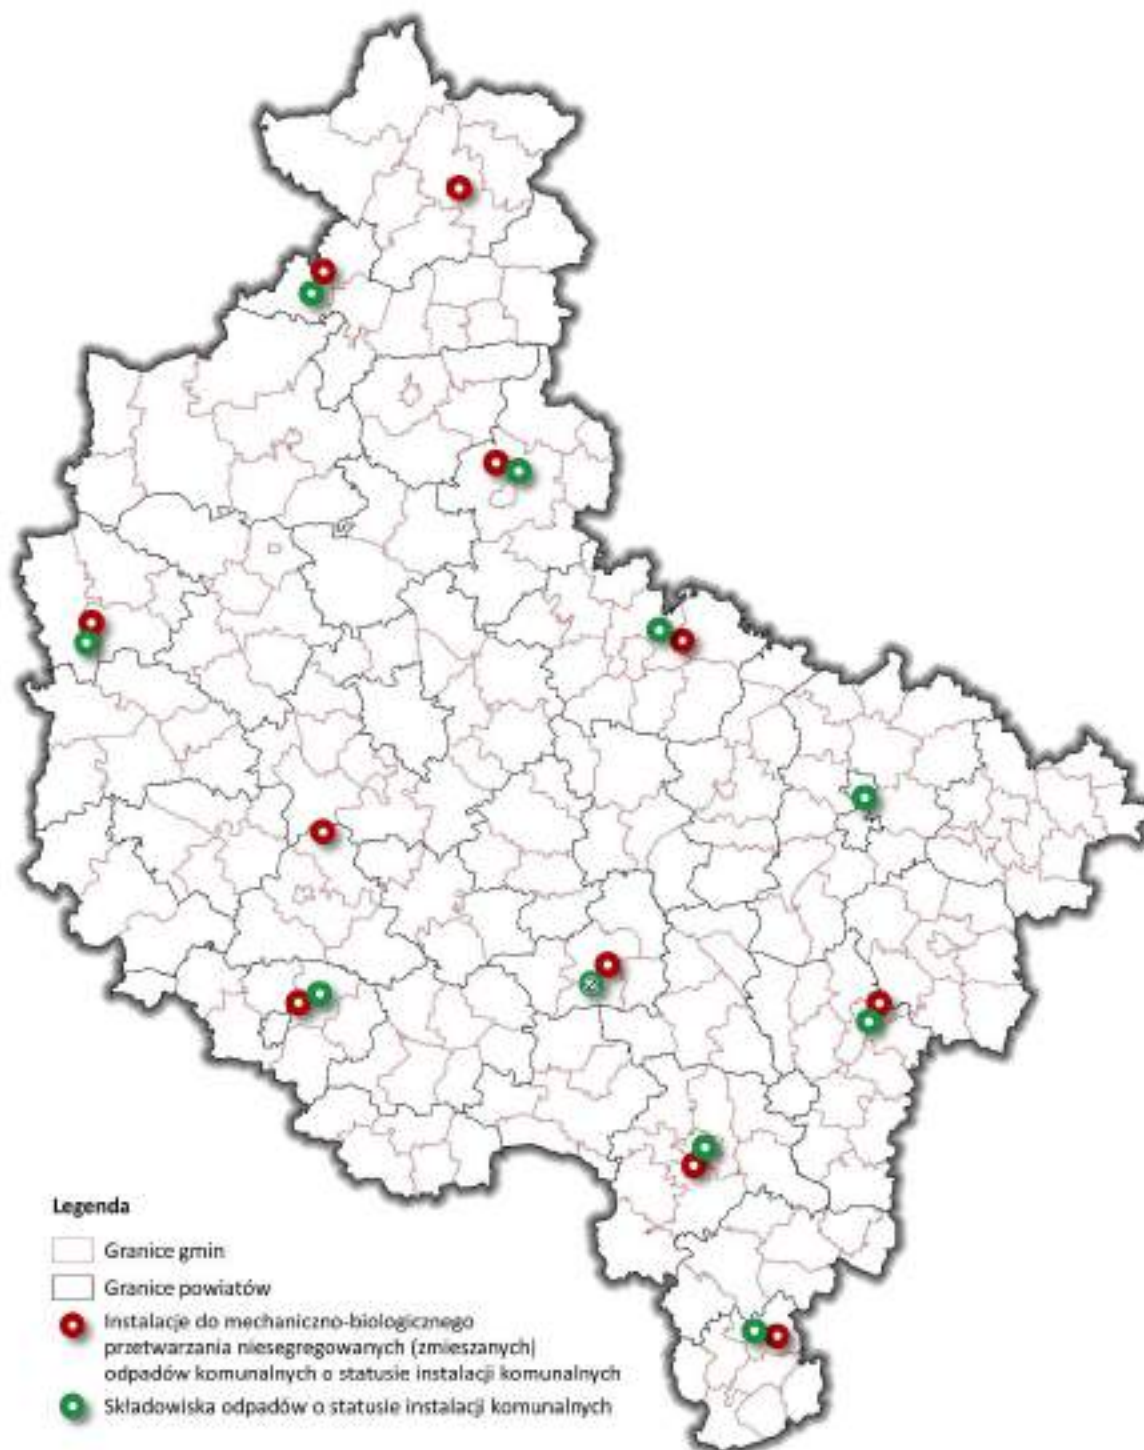 Legenda
Granice gmin
Granice powiatów
Instalacje do mechaniczno-biologicznego
przetwarzania niesegregowanych (zmieszanych)
odpadów komunalnych o statusie instalacji komunalnych
Składowiska odpadów o statusie instalacji komunalnych